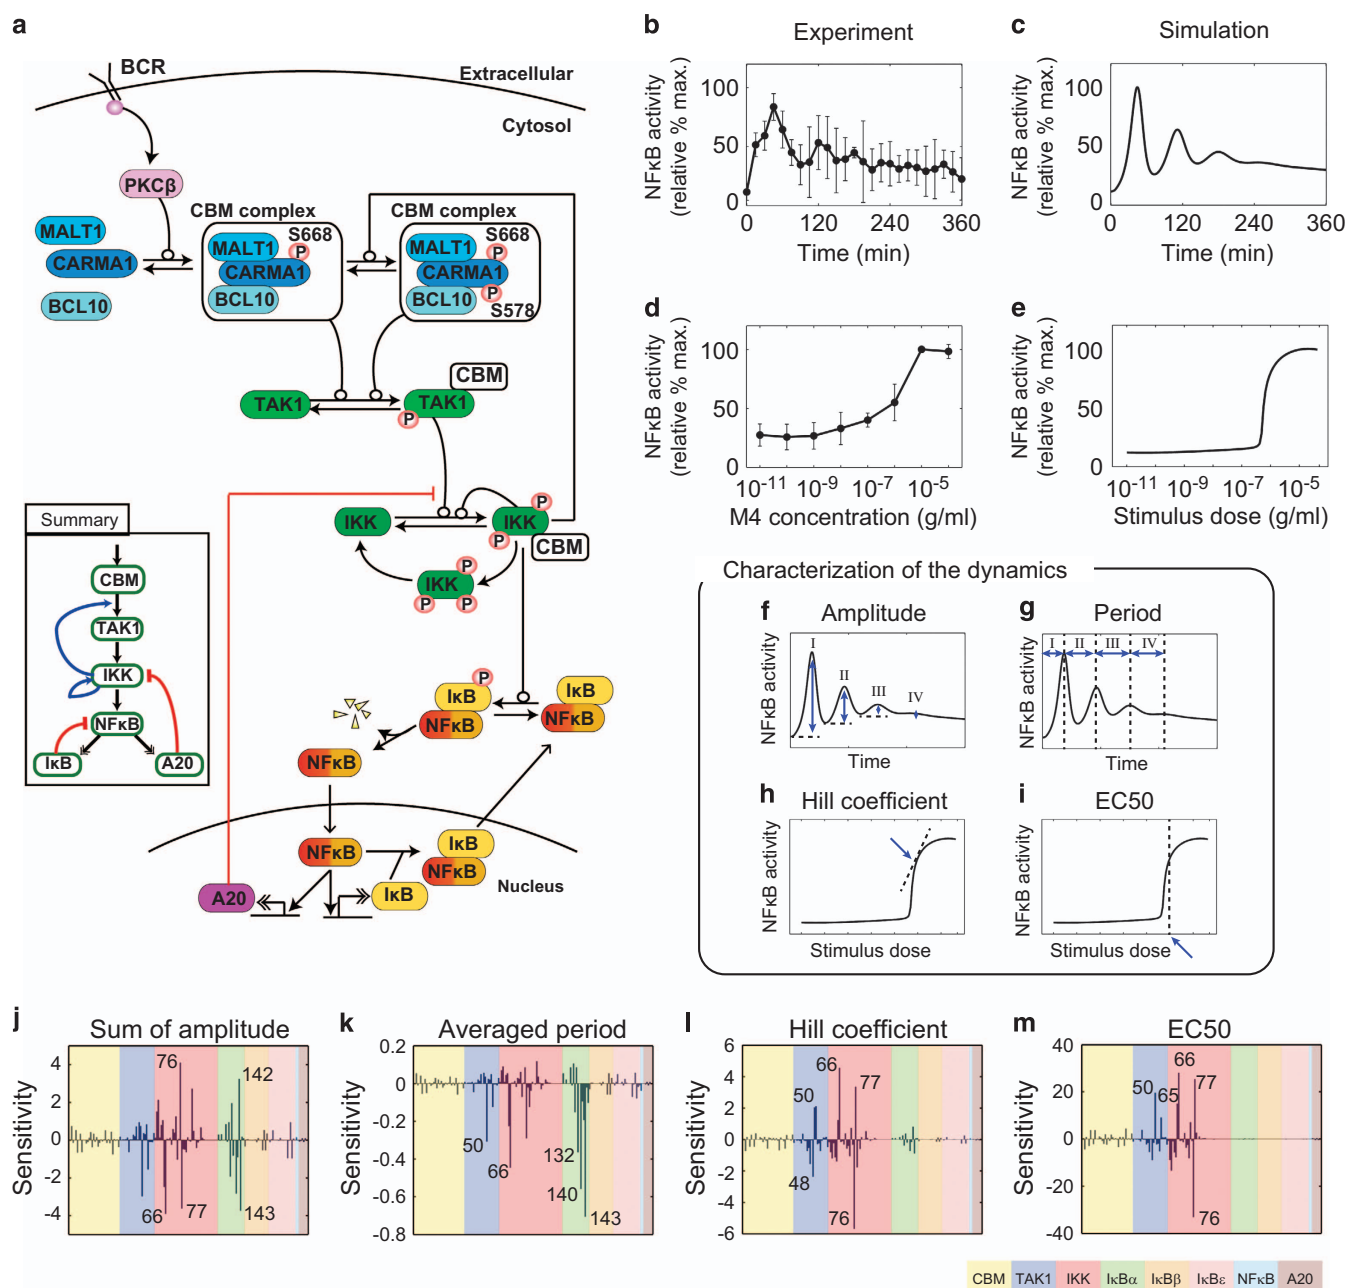 a
BCR
Extracellular
Cytosol
PKCβ
CBM complex
CBM complex
MALT1
CARMA1
BCL10
MALT1
S668
P
CARMA1
BCL10
MALT1
S668
P
CARMA1
BCL10
P
S578
TAK1
CBM
TAK1
P
IKK
P
IKK
P
CBM
P
IKK
P
P
Summary
CBM
TAK1
IKK
NFκB
IκB
A20
P
IκB
NFκB
IκB
NFκB
NFκB
NFκB
IκB
NFκB
Nucleus
A20
IκB
b
Experiment
NFκB activity
(relative % max.)
100
50
0
0 120 240 360
Time (min)
c
Simulation
NFκB activity
(relative % max.)
100
50
0
0 120 240 360
Time (min)
d
NFκB activity
(relative % max.)
100
50
0
10⁻¹¹ 10⁻⁹ 10⁻⁷ 10⁻⁵
M4 concentration (g/ml)
e
NFκB activity
(relative % max.)
100
50
0
10⁻¹¹ 10⁻⁹ 10⁻⁷ 10⁻⁵
Stimulus dose (g/ml)
Characterization of the dynamics
f
Amplitude
NFκB activity
I
II
III
IV
Time
g
Period
NFκB activity
I II III IV
Time
h
Hill coefficient
NFκB activity
Stimulus dose
i
EC50
NFκB activity
Stimulus dose
j
Sum of amplitude
Sensitivity
4
2
0
-2
-4
76
142
66
77
143
k
Averaged period
Sensitivity
0.2
0
-0.2
-0.4
-0.6
-0.8
50
66
132
140
143
l
Hill coefficient
Sensitivity
6
4
2
0
-2
-4
-6
66
77
50
48
76
m
EC50
Sensitivity
40
20
0
-20
-40
66
50
65
77
76
CBM TAK1 IKK IκBα IκBβ IκBε NFκB A20